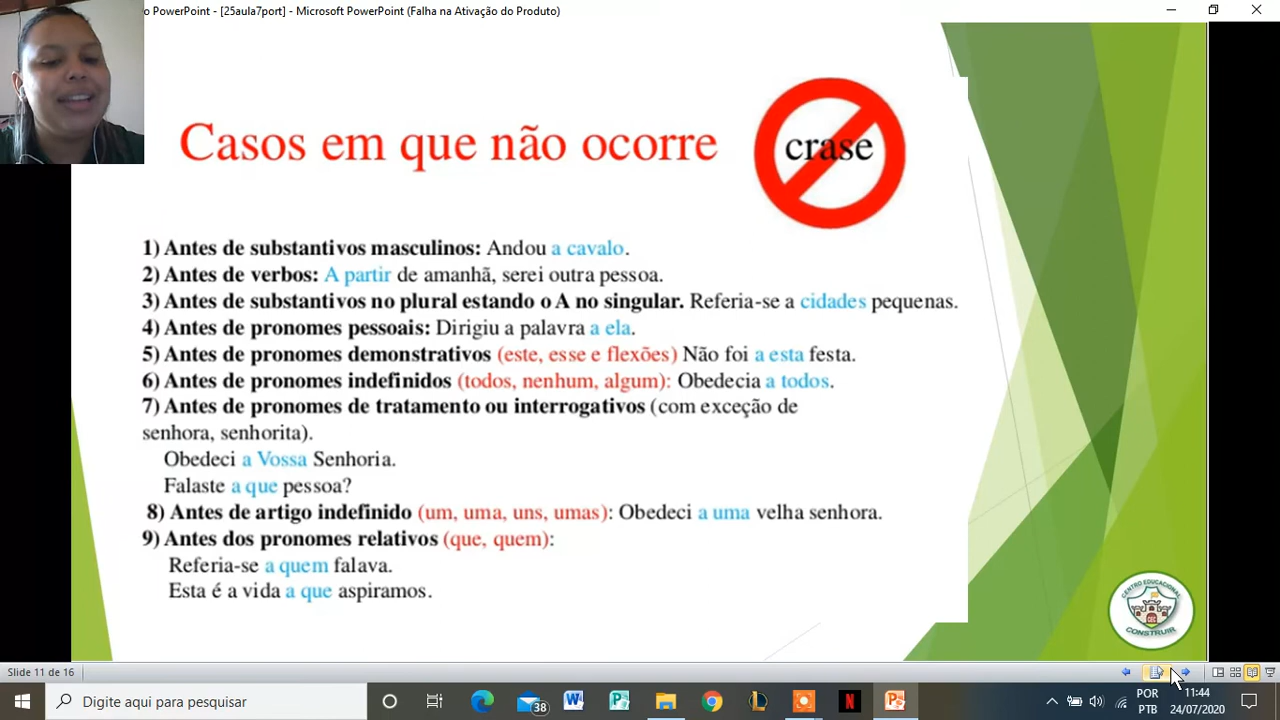 o PowerPoint - [25aula7port] - Microsoft PowerPoint (Falha na Ativação do Produto)
Casos em que não ocorre
crase
1) Antes de substantivos masculinos: Andou a cavalo.
2) Antes de verbos: A partir de amanhã, serei outra pessoa.
3) Antes de substantivos no plural estando o A no singular. Referia-se a cidades pequenas.
4) Antes de pronomes pessoais: Dirigiu a palavra a ela.
5) Antes de pronomes demonstrativos (este, esse e flexões) Não foi a esta festa.
6) Antes de pronomes indefinidos (todos, nenhum, algum): Obedecia a todos.
7) Antes de pronomes de tratamento ou interrogativos (com exceção de
senhora, senhorita).
Obedeci a Vossa Senhoria.
Falaste a que pessoa?
8) Antes de artigo indefinido (um, uma, uns, umas): Obedeci a uma velha senhora.
9) Antes dos pronomes relativos (que, quem):
Referia-se a quem falava.
Esta é a vida a que aspiramos.
CENTRO EDUCACIONAL
CEC
CONSTRUIR
Slide 11 de 16
Digite aqui para pesquisar
38
POR
PTB
11:44
24/07/2020